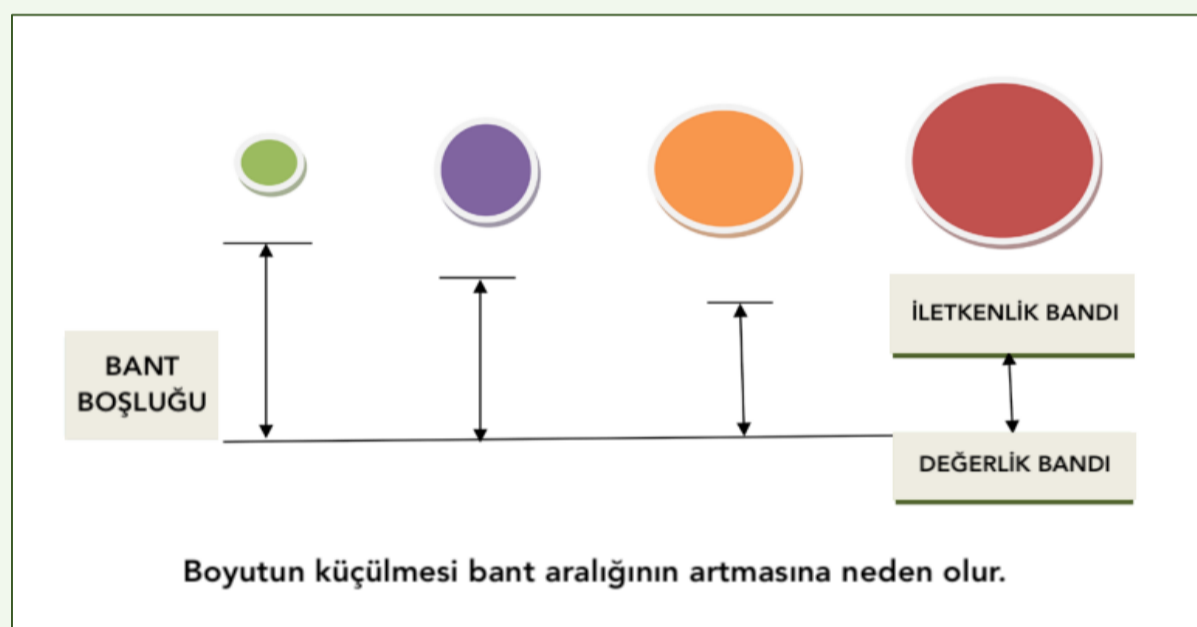 İLETKENLİK BANDI
BANT
BOŞLUĞU
DEĞERLİK BANDI
Boyutun küçülmesi bant aralığının artmasına neden olur.